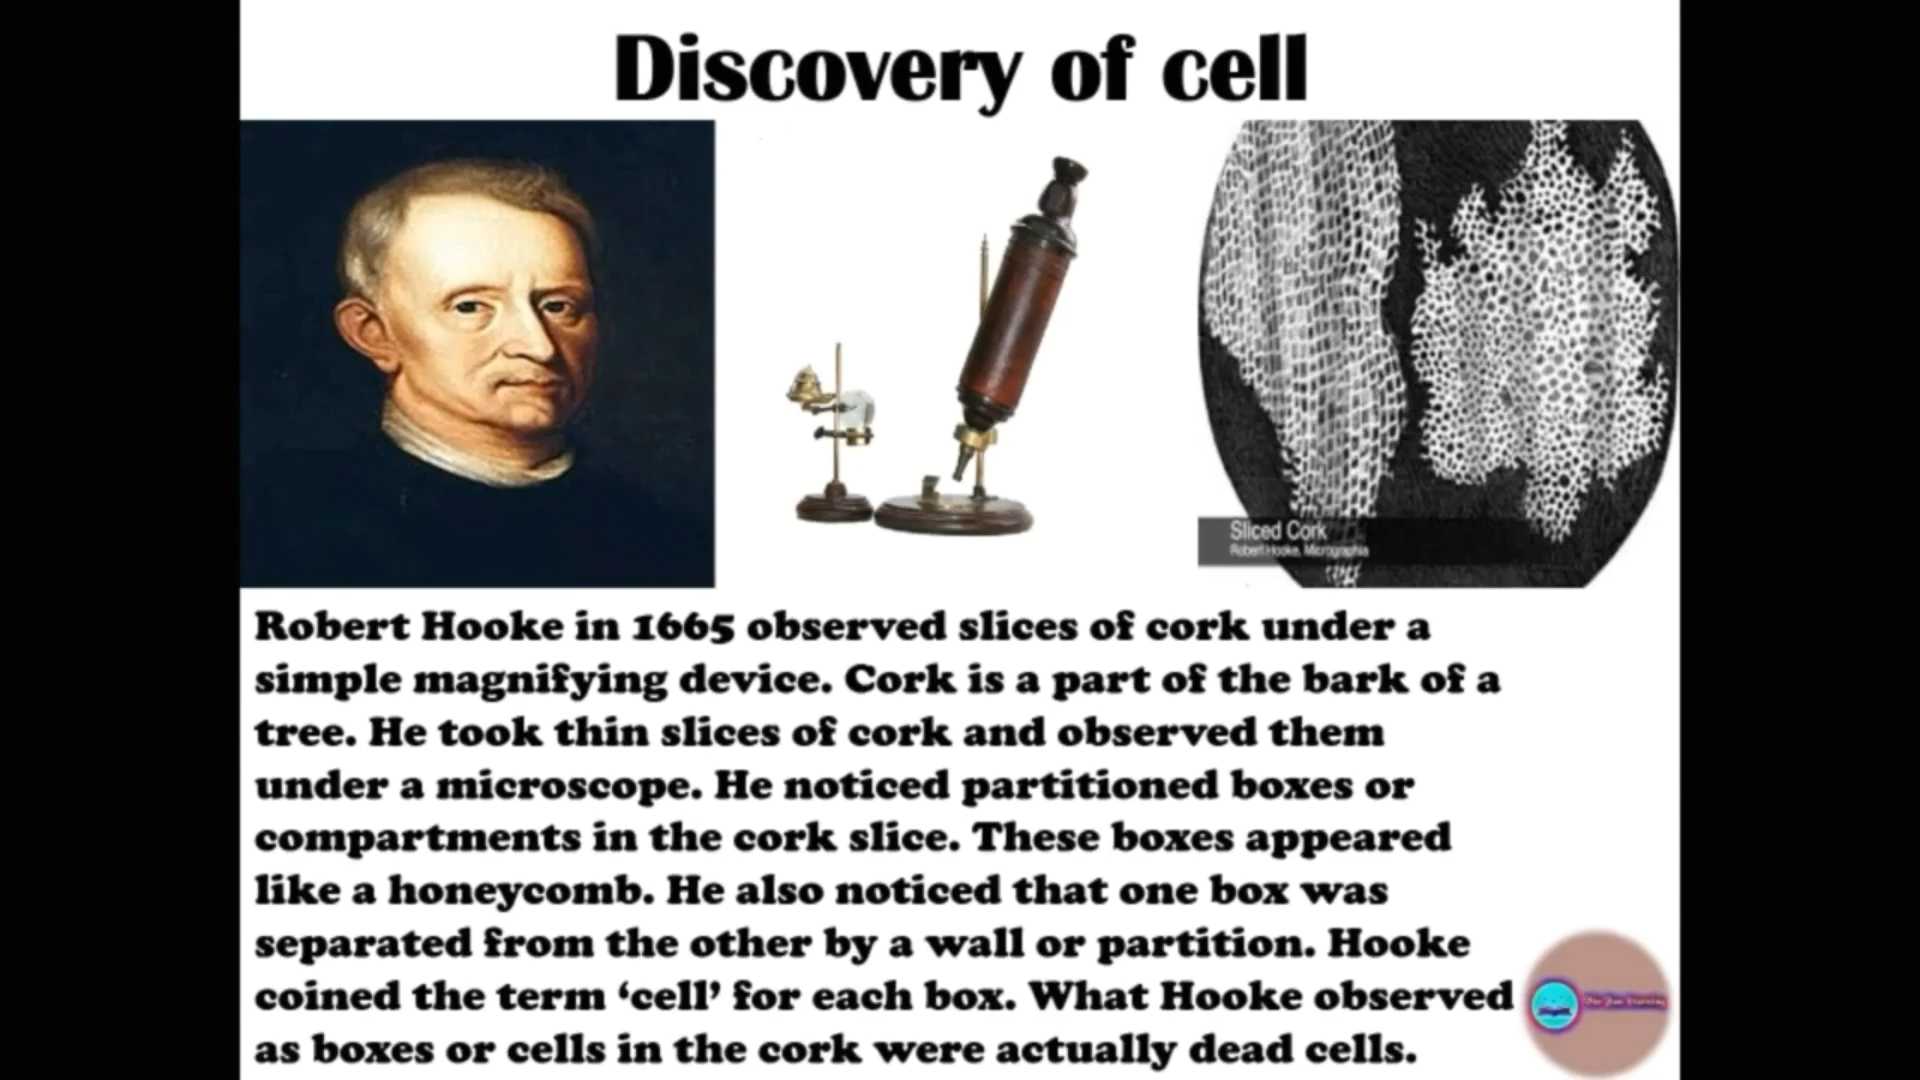 Discovery of cell
Sliced Cork
Robert Hooke, Micrographia
Robert Hooke in 1665 observed slices of cork under a
simple magnifying device. Cork is a part of the bark of a
tree. He took thin slices of cork and observed them
under a microscope. He noticed partitioned boxes or
compartments in the cork slice. These boxes appeared
like a honeycomb. He also noticed that one box was
separated from the other by a wall or partition. Hooke
coined the term ‘cell’ for each box. What Hooke observed
as boxes or cells in the cork were actually dead cells.